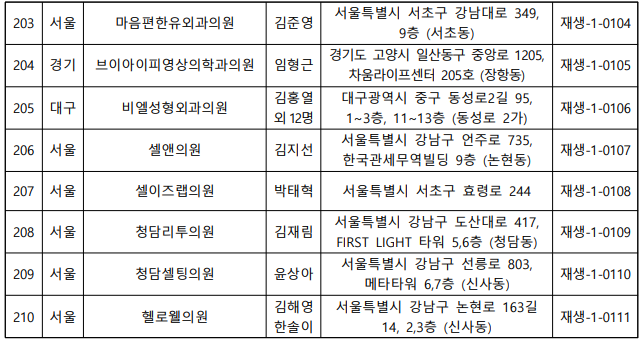 203 서울 마음편한유외과의원 김준영 서울특별시 서초구 강남대로 349,
9층 (서초동) 재생-1-0104
204 경기 브이아이피영상의학과의원 임형근 경기도 고양시 일산동구 중앙로 1205,
차움라이프센터 205호 (장항동) 재생-1-0105
205 대구 비엘성형외과의원 김홍열
외 12명 대구광역시 중구 동성로2길 95,
1~3층, 11~13층 (동성로 2가) 재생-1-0106
206 서울 셀앤의원 김지선 서울특별시 강남구 언주로 735,
한국관세무역빌딩 9층 (논현동) 재생-1-0107
207 서울 셀이즈랩의원 박태혁 서울특별시 서초구 효령로 244 재생-1-0108
208 서울 청담리투의원 김재림 서울특별시 강남구 도산대로 417,
FIRST LIGHT 타워 5,6층 (청담동) 재생-1-0109
209 서울 청담셀팅의원 윤상아 서울특별시 강남구 선릉로 803,
메타타워 6,7층 (신사동) 재생-1-0110
210 서울 헬로웰의원 김해영
한솔이 서울특별시 강남구 논현로 163길
14, 2,3층 (신사동) 재생-1-0111